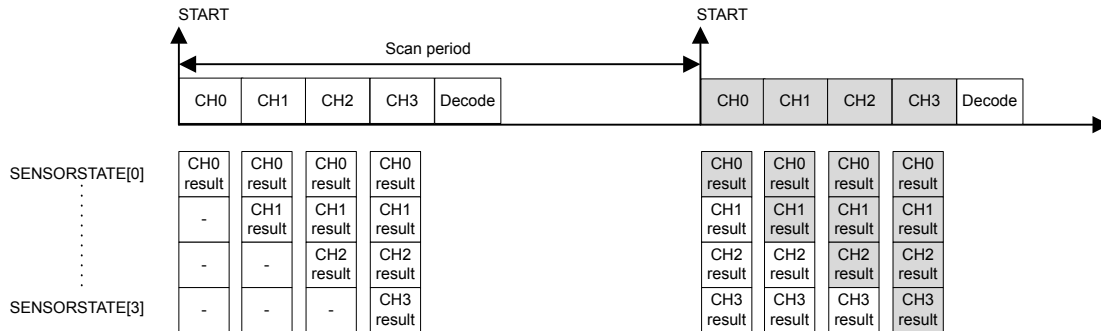 START START
Scan period
CH0 CH1 CH2 CH3 Decode CH0 CH1 CH2 CH3 Decode
SENSORSTATE[0] CH0 CH0 CH0 CH0 CH0 CH0 CH0 CH0
result result result result result result result result
- CH1 CH1 CH1 CH1 CH1 CH1 CH1
result result result result result result result
- - CH2 CH2 CH2 CH2 CH2 CH2
result result result result result result
SENSORSTATE[3] - - - CH3 CH3 CH3 CH3 CH3
result result result result result